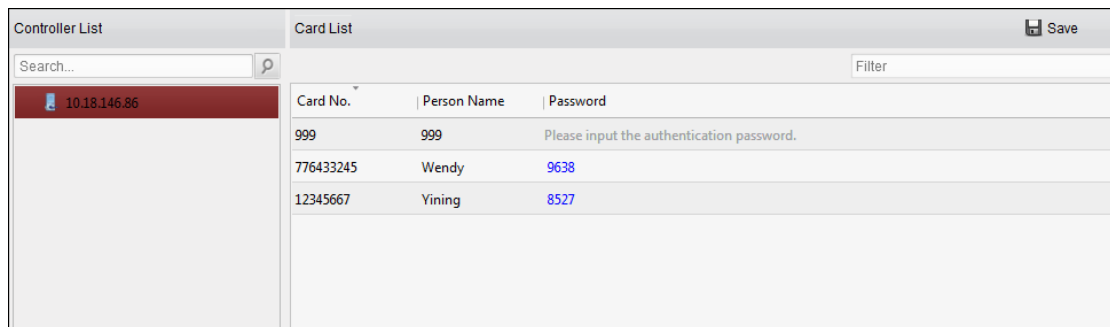 Controller List
Card List
Save
Search...
Filter
10.18.146.86
Card No. Person Name Password
999 999 Please input the authentication password.
776433245 Wendy 9638
12345667 Yining 8527